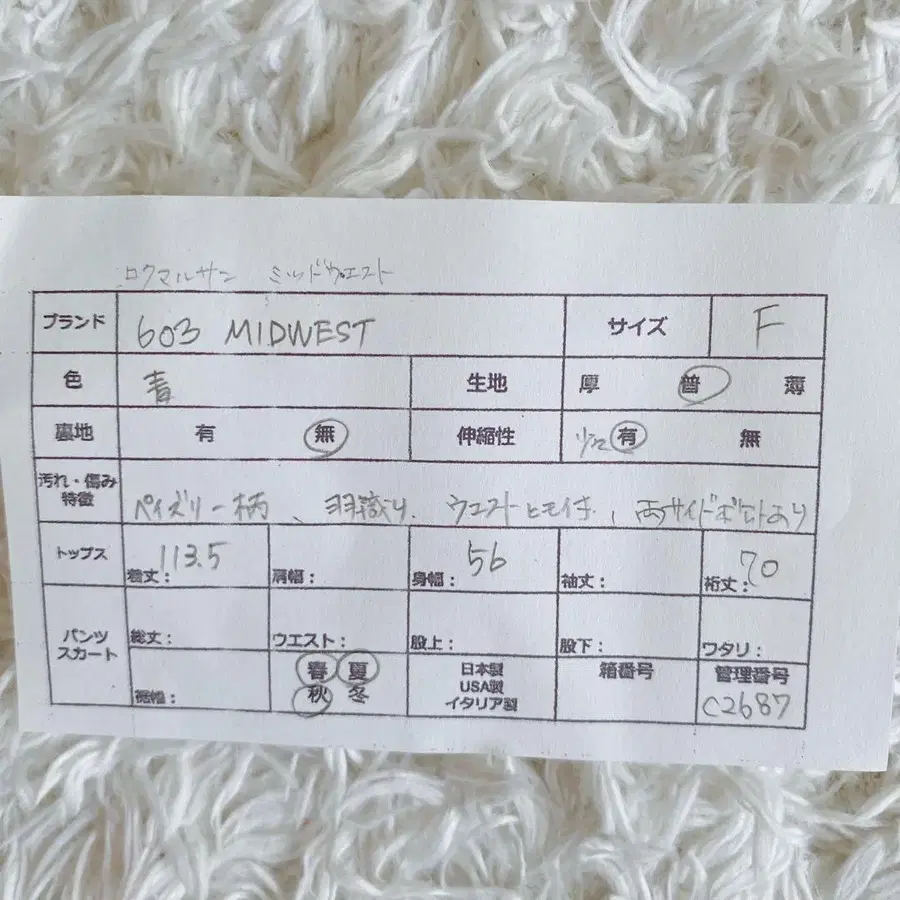 ロクマルサン ミッドウエスト
ブランド 603 MIDWEST サイズ F
色 青 生地 厚 普 薄
裏地 有 無 伸縮性 少々 有 無
汚れ・傷み
特徴 ペイズリー柄、羽織り、ウエストヒモ付き、両サイドポケットあり
トップス 着丈: 113.5 肩幅: 身幅: 56 袖丈: 裄丈: 70
パンツ
スカート
総丈: ウエスト: 股上: 股下: ワタリ:
裾幅: 春 夏
秋 冬
日本製
USA製
イタリア製
箱番号 管理番号
C2687